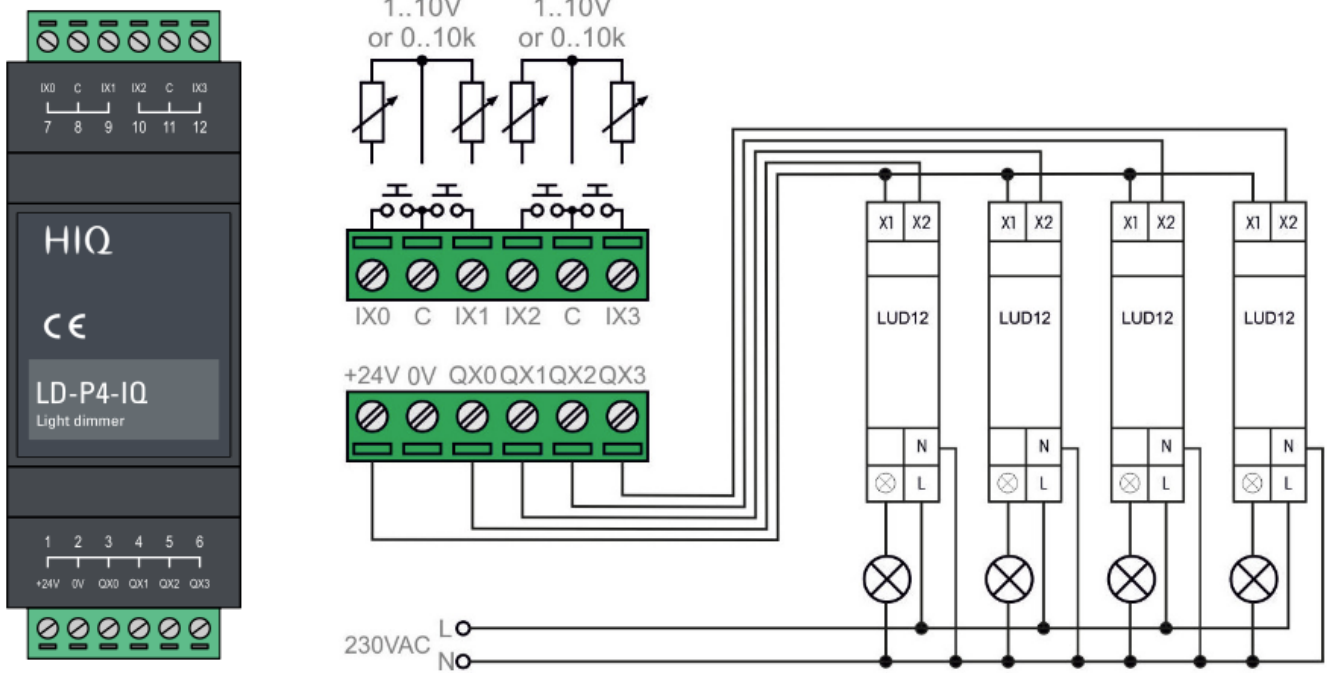 IX0 C IX1 IX2 C IX3
7 8 9 10 11 12
HIQ
CE
LD-P4-IQ
Light dimmer
1 2 3 4 5 6
+24V 0V QX0 QX1 QX2 QX3
1..10V 1..10V
or 0..10k or 0..10k
IX0 C IX1 IX2 C IX3
+24V 0V QX0 QX1 QX2 QX3
230VAC L
N
X1 X2 X1 X2 X1 X2 X1 X2
LUD12 LUD12 LUD12 LUD12
N N N N
L L L L